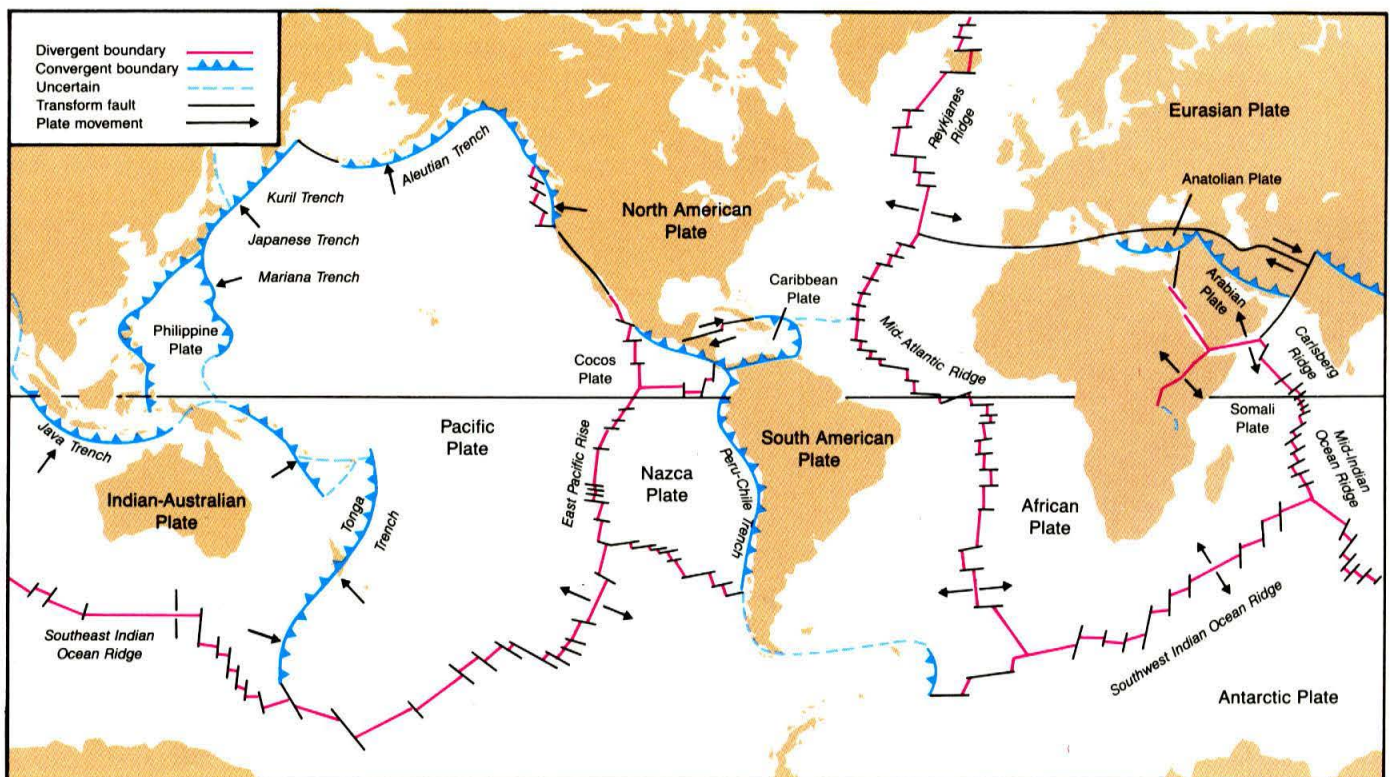 Divergent boundary
Convergent boundary
Uncertain
Transform fault
Plate movement
Aleutian Trench
Kuril Trench
Japanese Trench
Mariana Trench
Philippine
Plate
North American
Plate
Reykjanes
Ridge
Eurasian Plate
Anatolian Plate
Arabian
Plate
Caribbean
Plate
Cocos
Plate
Mid-Atlantic Ridge
Carlsberg
Ridge
Somali
Plate
Mid-Indian
Ocean Ridge
Java Trench
Pacific
Plate
East Pacific Rise
Nazca
Plate
Peru-Chile Trench
South American
Plate
African
Plate
Indian-Australian
Plate
Tonga
Trench
Southeast Indian
Ocean Ridge
Southwest Indian Ocean Ridge
Antarctic Plate